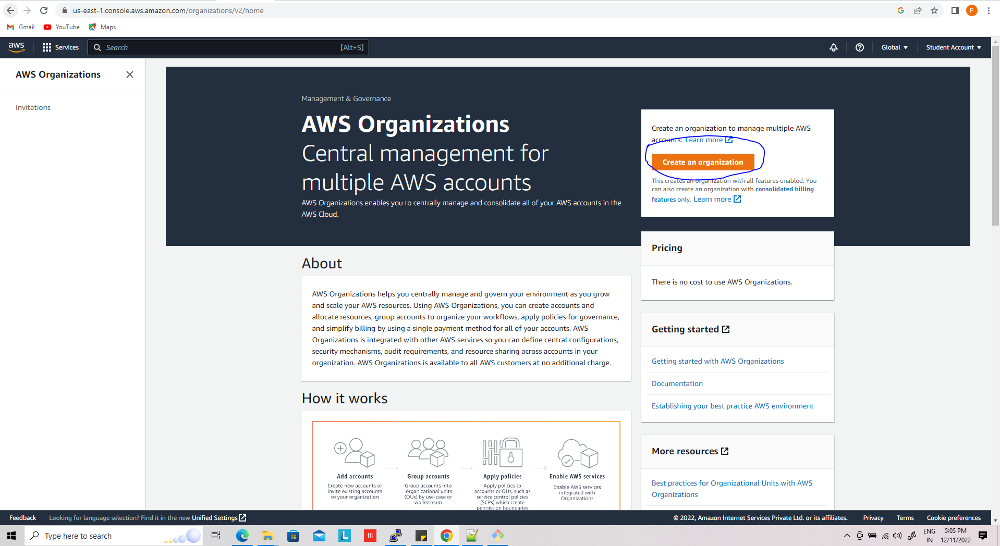 us-east-1.console.aws.amazon.com/organizations/v2/home
Gmail
YouTube
Maps
aws
Services
Search
[Alt+S]
Global
Student Account
AWS Organizations
Invitations
Management & Governance
AWS Organizations
Central management for
multiple AWS accounts
AWS Organizations enables you to centrally manage and consolidate all of your AWS accounts in the
AWS Cloud.
Create an organization to manage multiple AWS
accounts. Learn more
Create an organization
This creates an organization with all features enabled. You
can also create an organization with consolidated billing
features only. Learn more
Pricing
There is no cost to use AWS Organizations.
Getting started
Getting started with AWS Organizations
Documentation
Establishing your best practice AWS environment
More resources
Best practices for Organizational Units with AWS
Organizations
About
AWS Organizations helps you centrally manage and govern your environment as you grow
and scale your AWS resources. Using AWS Organizations, you can create accounts and
allocate resources, group accounts to organize your workflows, apply policies for governance,
and simplify billing by using a single payment method for all of your accounts. AWS
Organizations is integrated with other AWS services so you can define central configurations,
security mechanisms, audit requirements, and resource sharing across accounts in your
organization. AWS Organizations is available to all AWS customers at no additional charge.
How it works
Add accounts
Create new accounts or
invite existing accounts
to your organization
Group accounts
Group accounts into
organizational units
(OUs) by use-case or
workstream
Apply policies
Apply policies to
accounts or OUs, such as
service control policies
(SCPs) which create
permission boundaries
Enable AWS services
Enable AWS services
integrated with
Organizations
Feedback
Looking for language selection? Find it in the new Unified Settings
© 2022, Amazon Internet Services Private Ltd. or its affiliates.
Privacy
Terms
Cookie preferences
Type here to search
ENG
IN
5:05 PM
12/11/2022